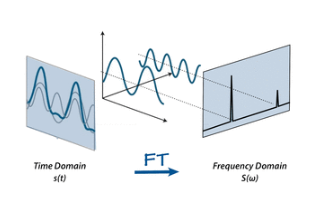 Time Domain
s(t)
FT
Frequency Domain
S(ω)